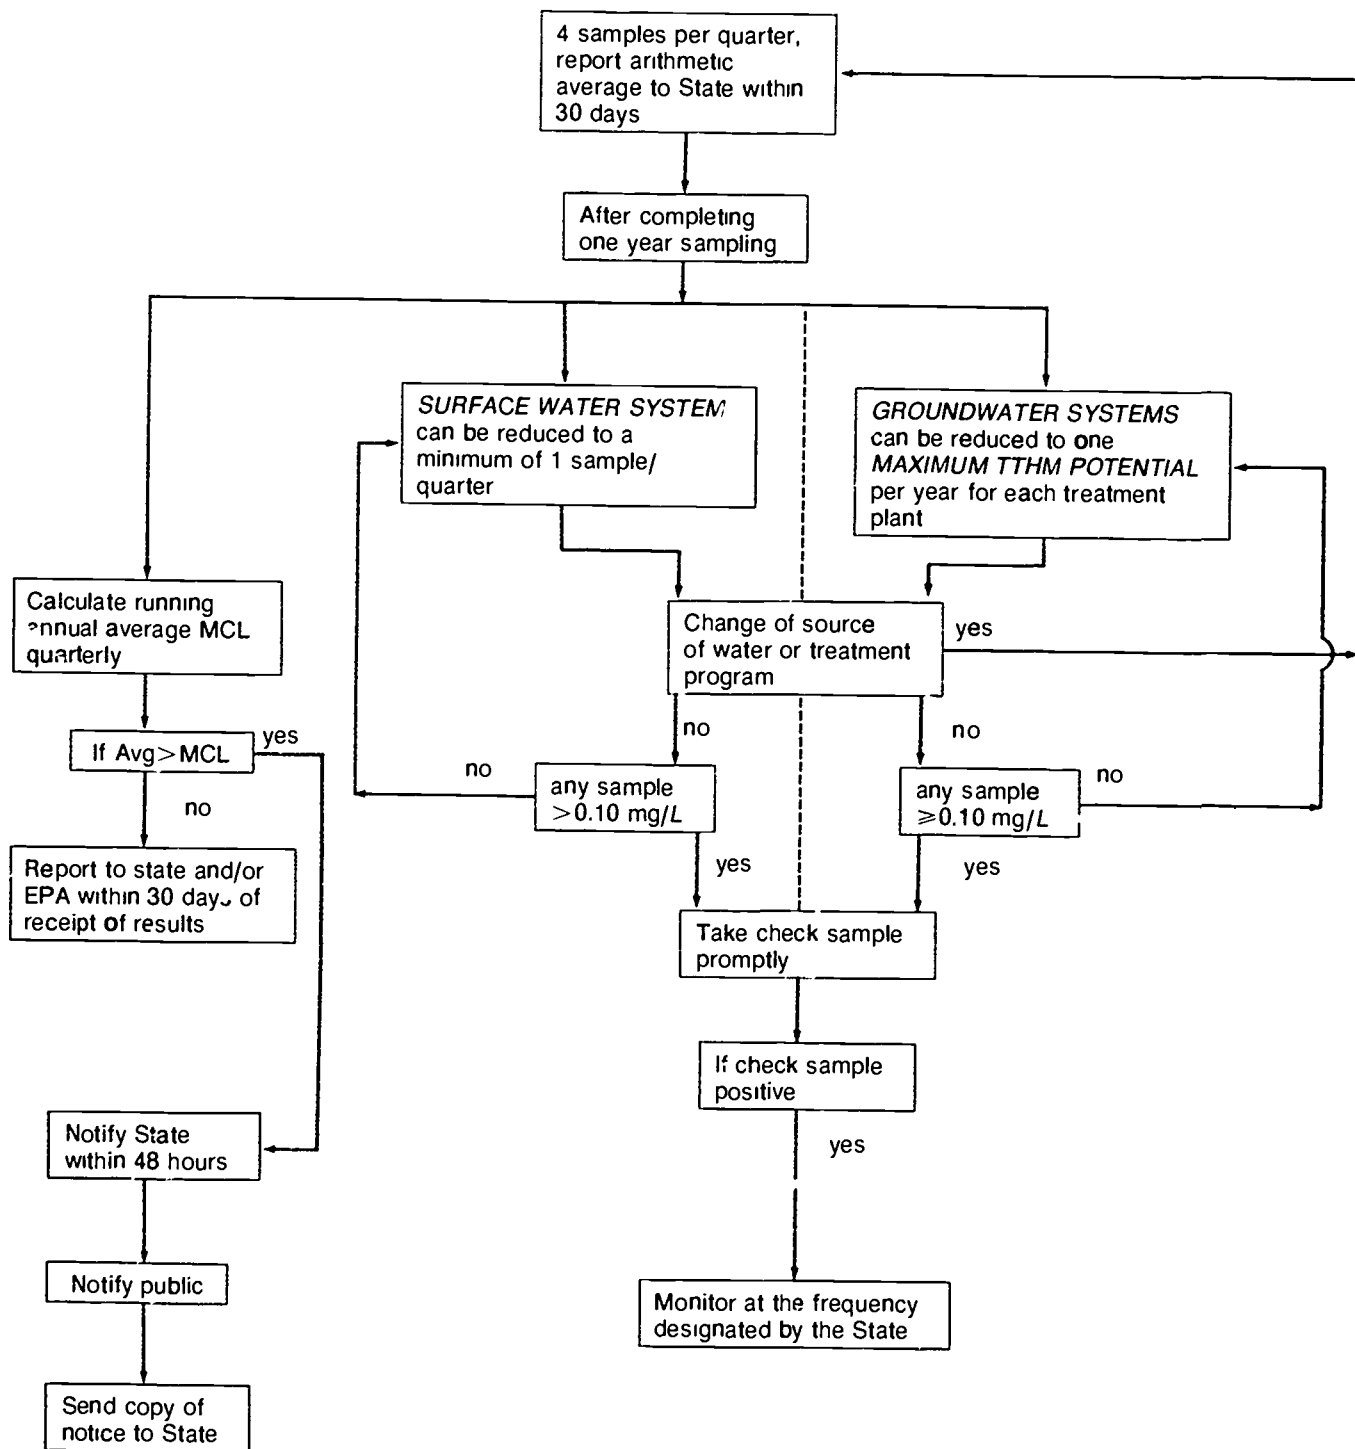 4 samples per quarter,
report arithmetic
average to State within
30 days
After completing
one year sampling
SURFACE WATER SYSTEM
can be reduced to a
minimum of 1 sample/
quarter
GROUNDWATER SYSTEMS
can be reduced to one
MAXIMUM TTHM POTENTIAL
per year for each treatment
plant
Calculate running
annual average MCL
quarterly
Change of source
of water or treatment
program
yes
If Avg>MCL
yes
no
no
no
any sample
>0.10 mg/L
no
any sample
⩾0.10 mg/L
no
yes
yes
Report to state and/or
EPA within 30 days of
receipt of results
Take check sample
promptly
If check sample
positive
yes
Notify State
within 48 hours
Notify public
Monitor at the frequency
designated by the State
Send copy of
notice to State